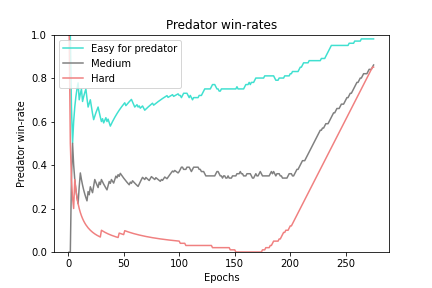 Predator win-rates
Easy for predator
Medium
Hard
Predator win-rate
1.0
0.8
0.6
0.4
0.2
0.0
0 50 100 150 200 250
Epochs